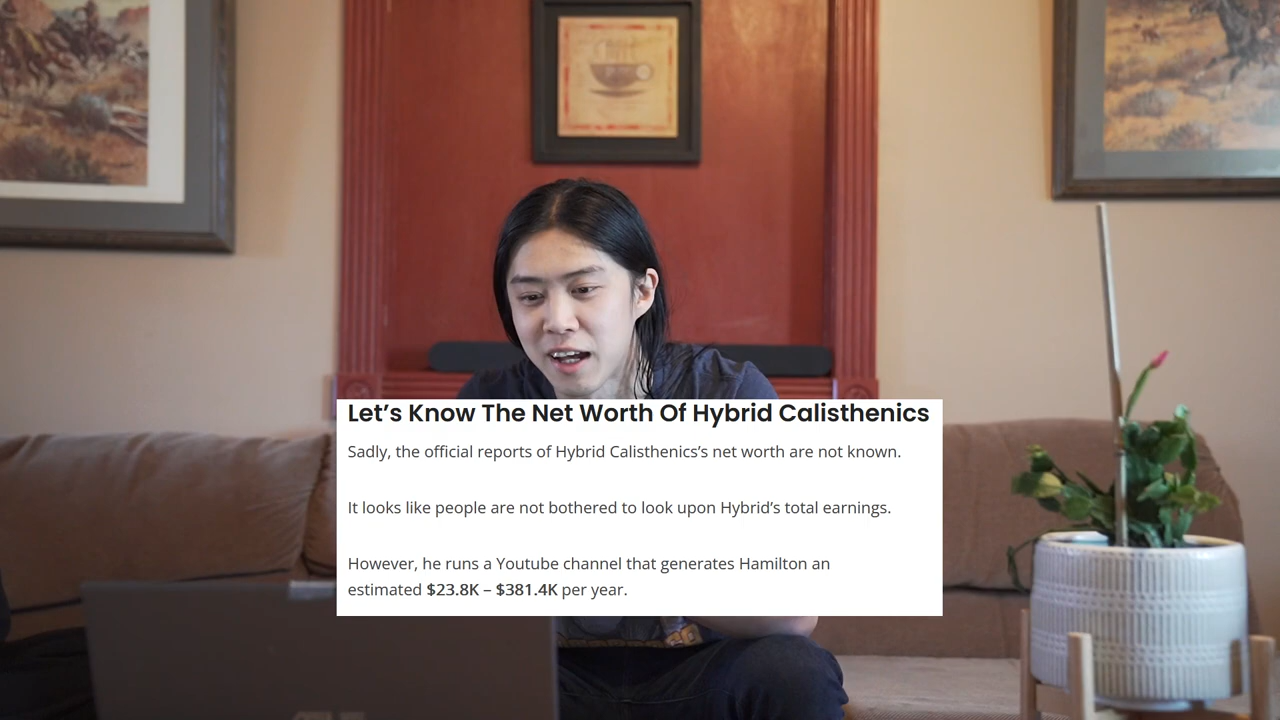 Let’s Know The Net Worth Of Hybrid Calisthenics
Sadly, the official reports of Hybrid Calisthenics’s net worth are not known.
It looks like people are not bothered to look upon Hybrid’s total earnings.
However, he runs a Youtube channel that generates Hamilton an
estimated $23.8K – $381.4K per year.